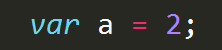 var a = 2;